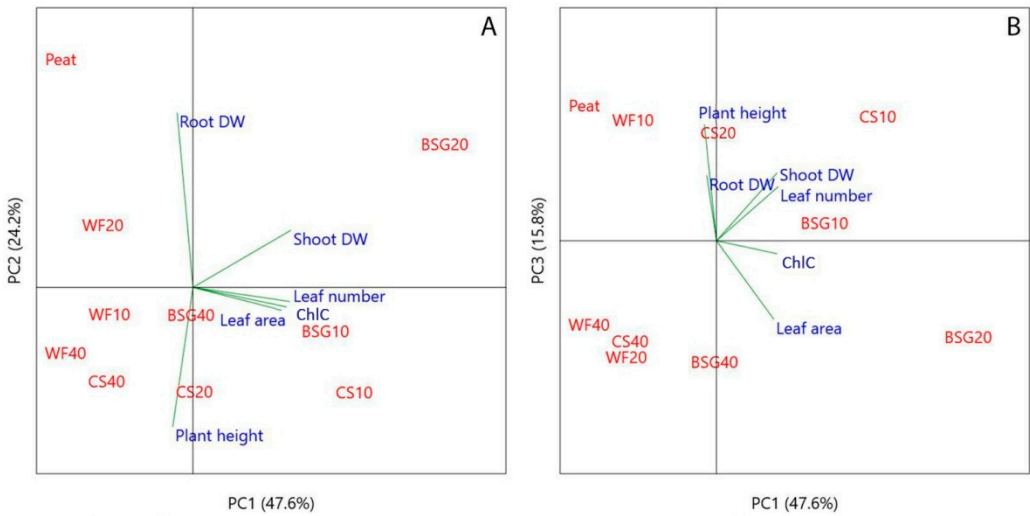 A
Peat
Root DW
BSG20
WF20
Shoot DW
PC2 (24.2%)
Leaf number
WF10
BSG40
ChlC
Leaf area
BSG10
WF40
CS40
CS20
CS10
Plant height
PC1 (47.6%)
B
Peat
Plant height
CS10
WF10
CS20
Shoot DW
Root DW
Leaf number
BSG10
PC3 (15.8%)
ChlC
WF40
Leaf area
CS40
BSG20
WF20
BSG40
PC1 (47.6%)